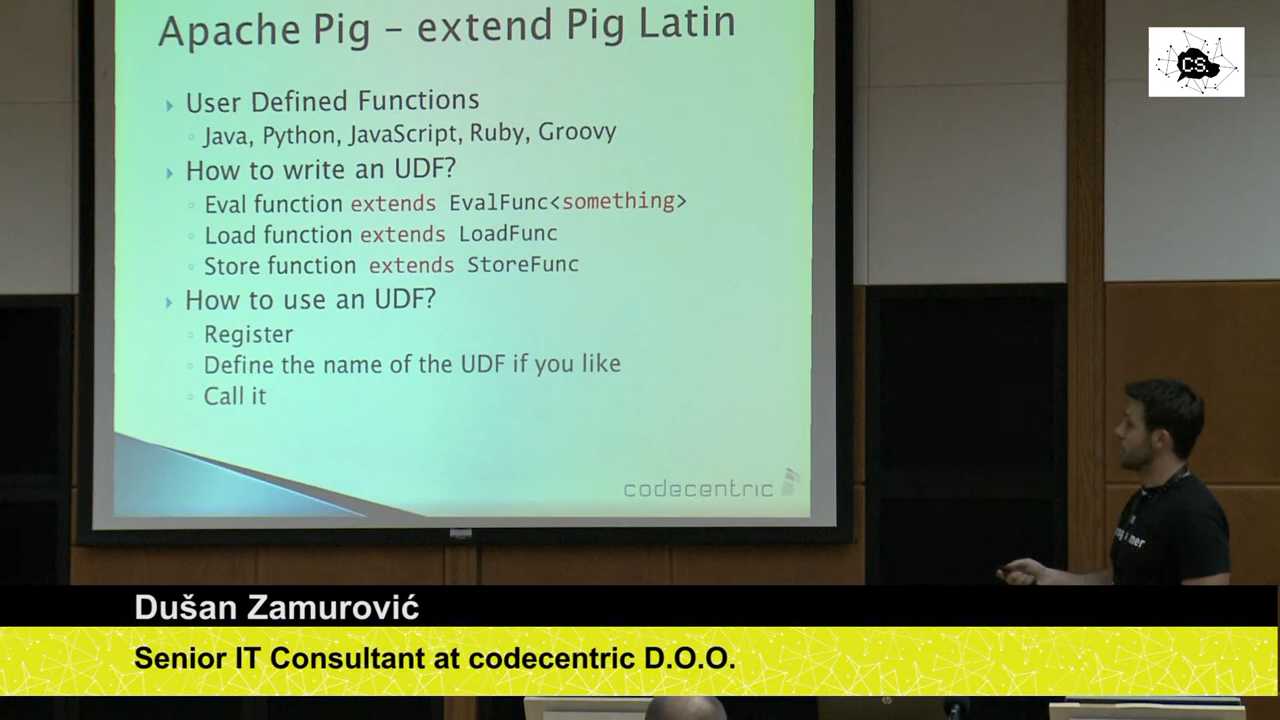 Apache Pig – extend Pig Latin
CS.
User Defined Functions
Java, Python, JavaScript, Ruby, Groovy
How to write an UDF?
Eval function extends EvalFunc<something>
Load function extends LoadFunc
Store function extends StoreFunc
How to use an UDF?
Register
Define the name of the UDF if you like
Call it
codecentric
Dušan Zamurović
Senior IT Consultant at codecentric D.O.O.